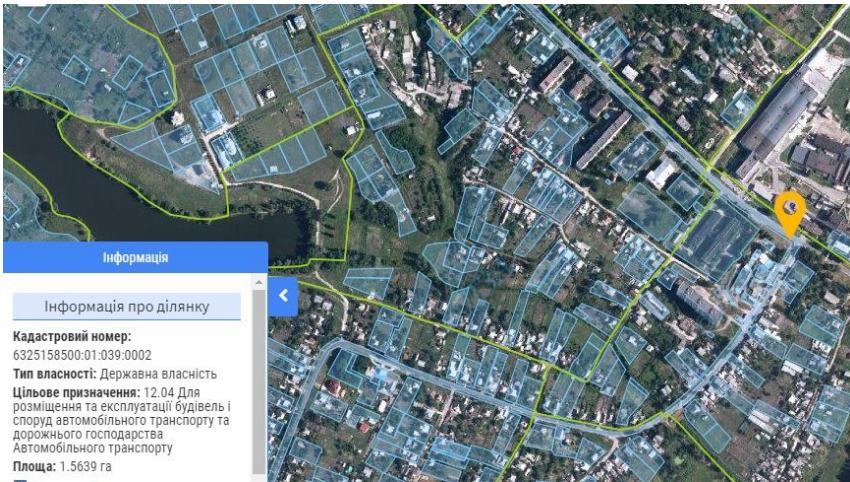 Інформація
Інформація про ділянку
Кадастровий номер:
6325158500:01:039:0002
Тип власності: Державна власність
Цільове призначення: 12.04 Для
розміщення та експлуатації будівель і
споруд автомобільного транспорту та
дорожнього господарства
Автомобільного транспорту
Площа: 1.5639 га